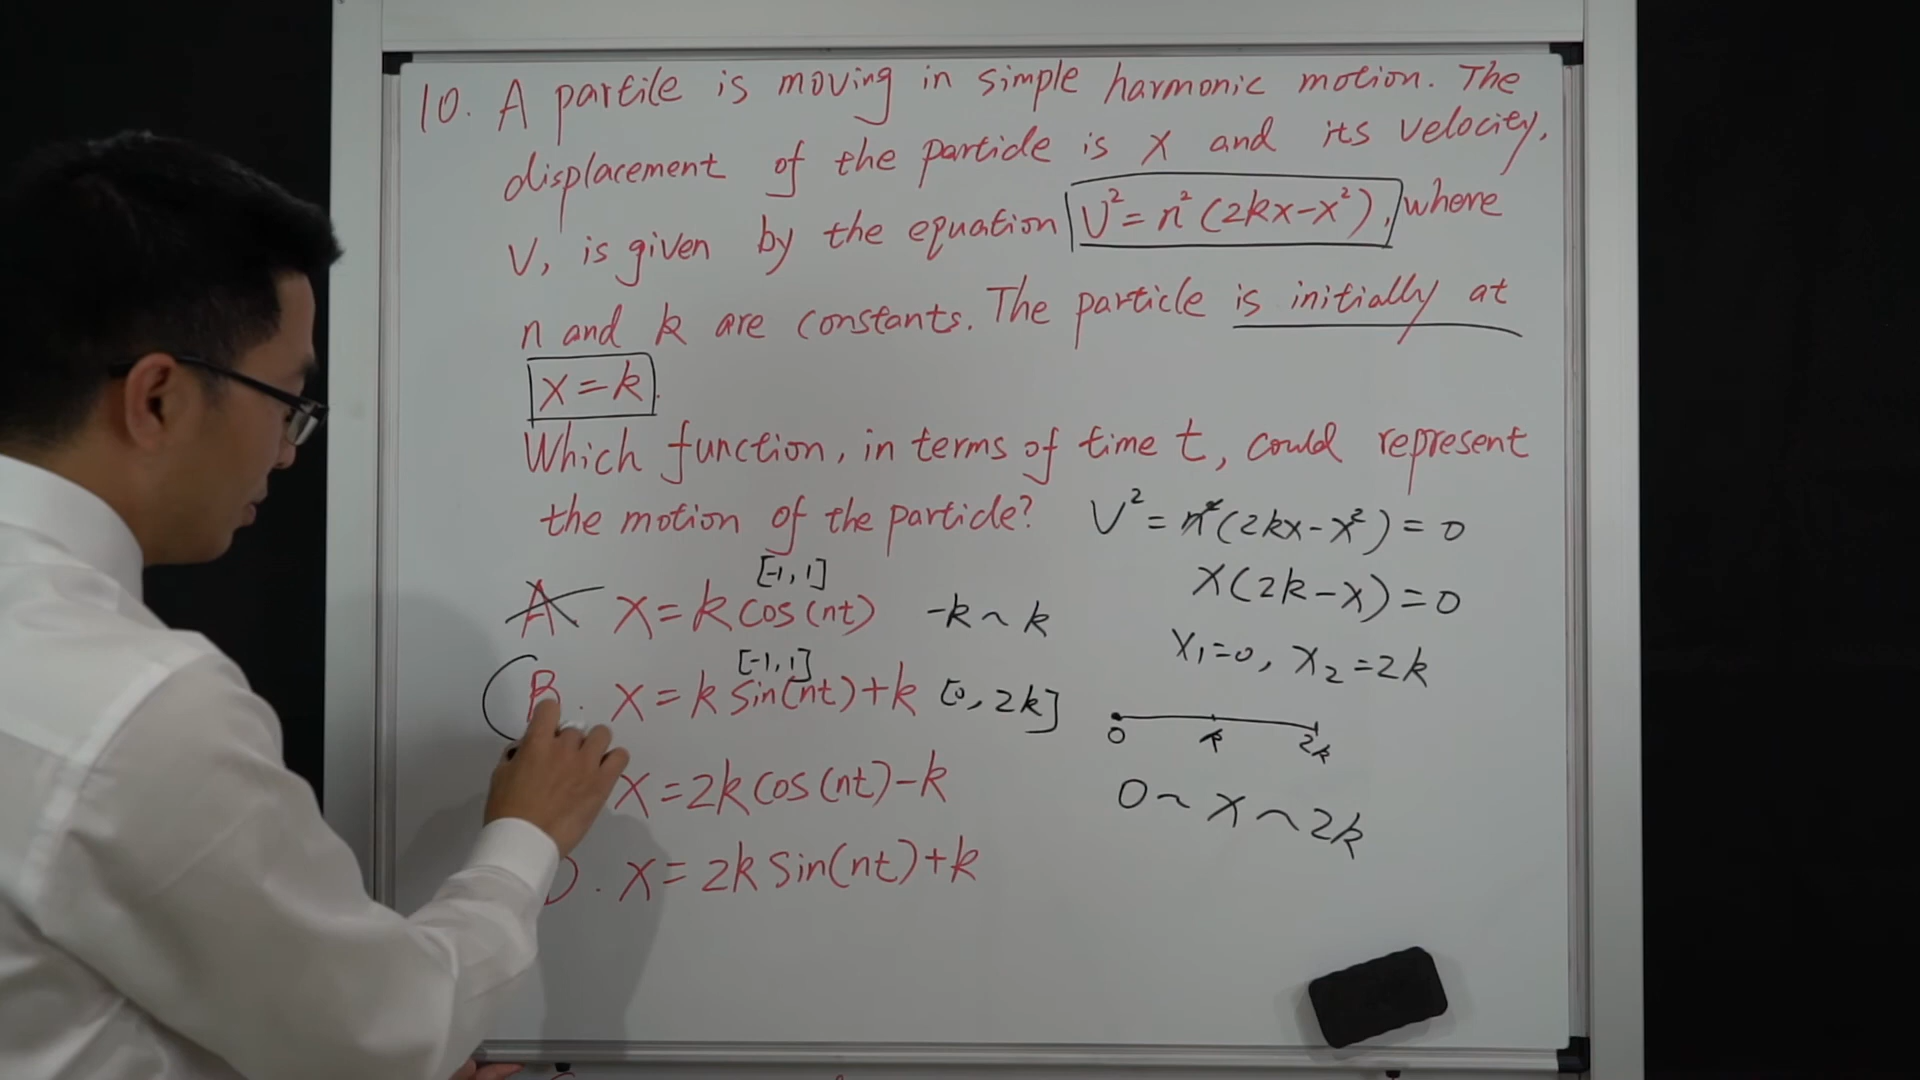 10. A partile is moving in simple harmonic motion. The
displacement of the particle is x and its velocity,
V, is given by the equation V² = n² (2kx-x²), where
n and k are constants. The particle is initially at
x = k.
Which function, in terms of time t, could represent
the motion of the particle?
V² = n²(2kx-x²) = 0
x(2k-x) = 0
x₁=0, x₂=2k
[-1, 1]
A x = k cos(nt) -k ~ k
[-1, 1]
B. x = k sin(nt)+k [0, 2k]
x = 2k cos(nt)-k
D. x = 2k sin(nt)+k
0 k 2k
0 ~ x ~ 2k